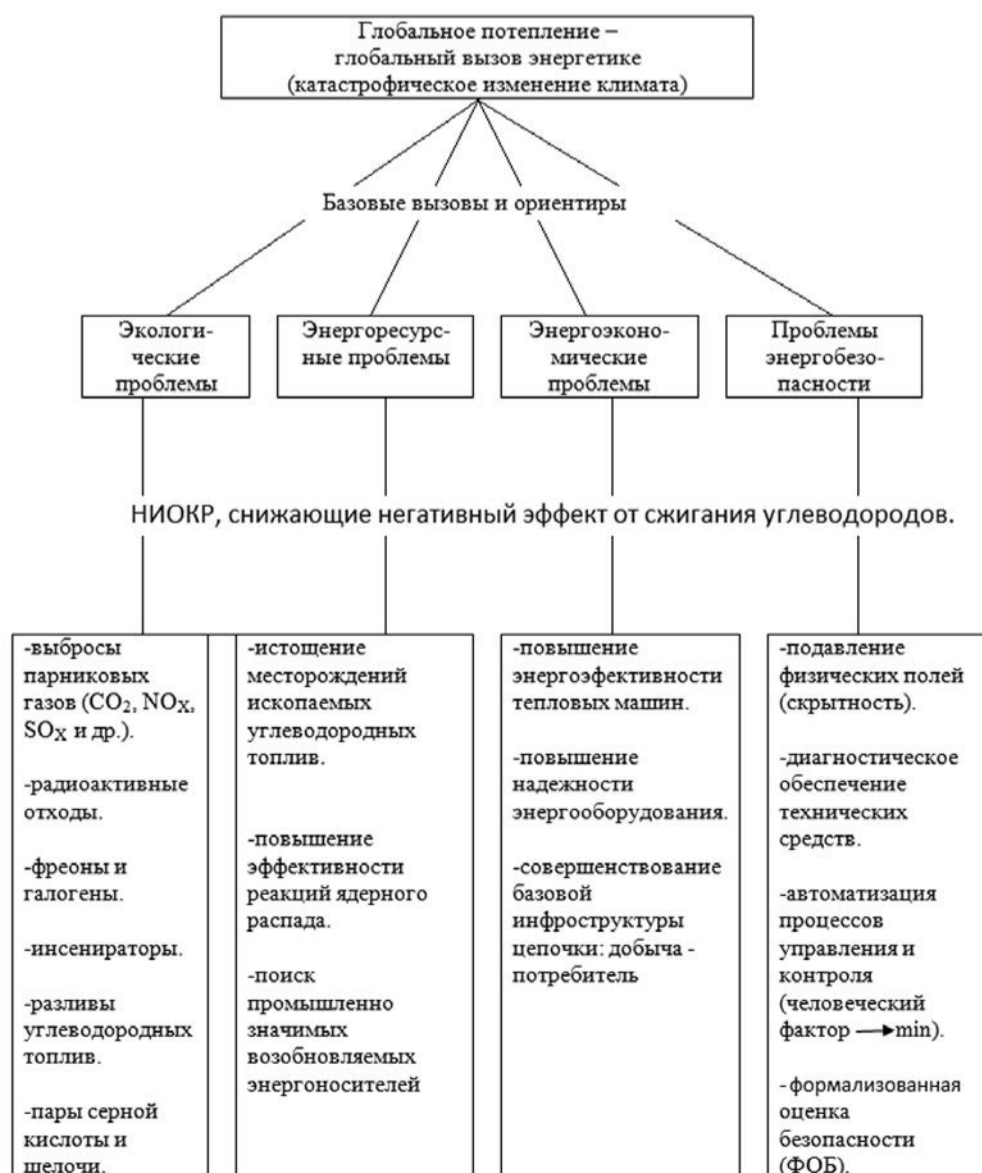 Глобальное потепление –
глобальный вызов энергетике
(катастрофическое изменение климата)
Базовые вызовы и ориентиры
Экологи-
ческие
проблемы
Энергоресурс-
ные проблемы
Энергоэконо-
мические
проблемы
Проблемы
энергобезо-
пасности
НИОКР, снижающие негативный эффект от сжигания углеводородов.
-выбросы
парниковых
газов (CO2, NOX,
SOX и др.).
-радиоактивные
отходы.
-фреоны и
галогены.
-инсенираторы.
-разливы
углеводородных
топлив.
-пары серной
кислоты и
щелочи.
-истощение
месторождений
ископаемых
углеводородных
топлив.
-повышение
эффективности
реакций ядерного
распада.
-поиск
промышленно
значимых
возобновляемых
энергоносителей
-повышение
энергоэфективности
тепловых машин.
-повышение
надежности
энергооборудования.
-совершенствование
базовой
инфроструктуры
цепочки: добыча -
потребитель
-подавление
физических полей
(скрытность).
-диагностическое
обеспечение
технических
средств.
-автоматизация
процессов
управления и
контроля
(человеческий
фактор →min).
- формализованная
оценка
безопасности
(ФОБ).